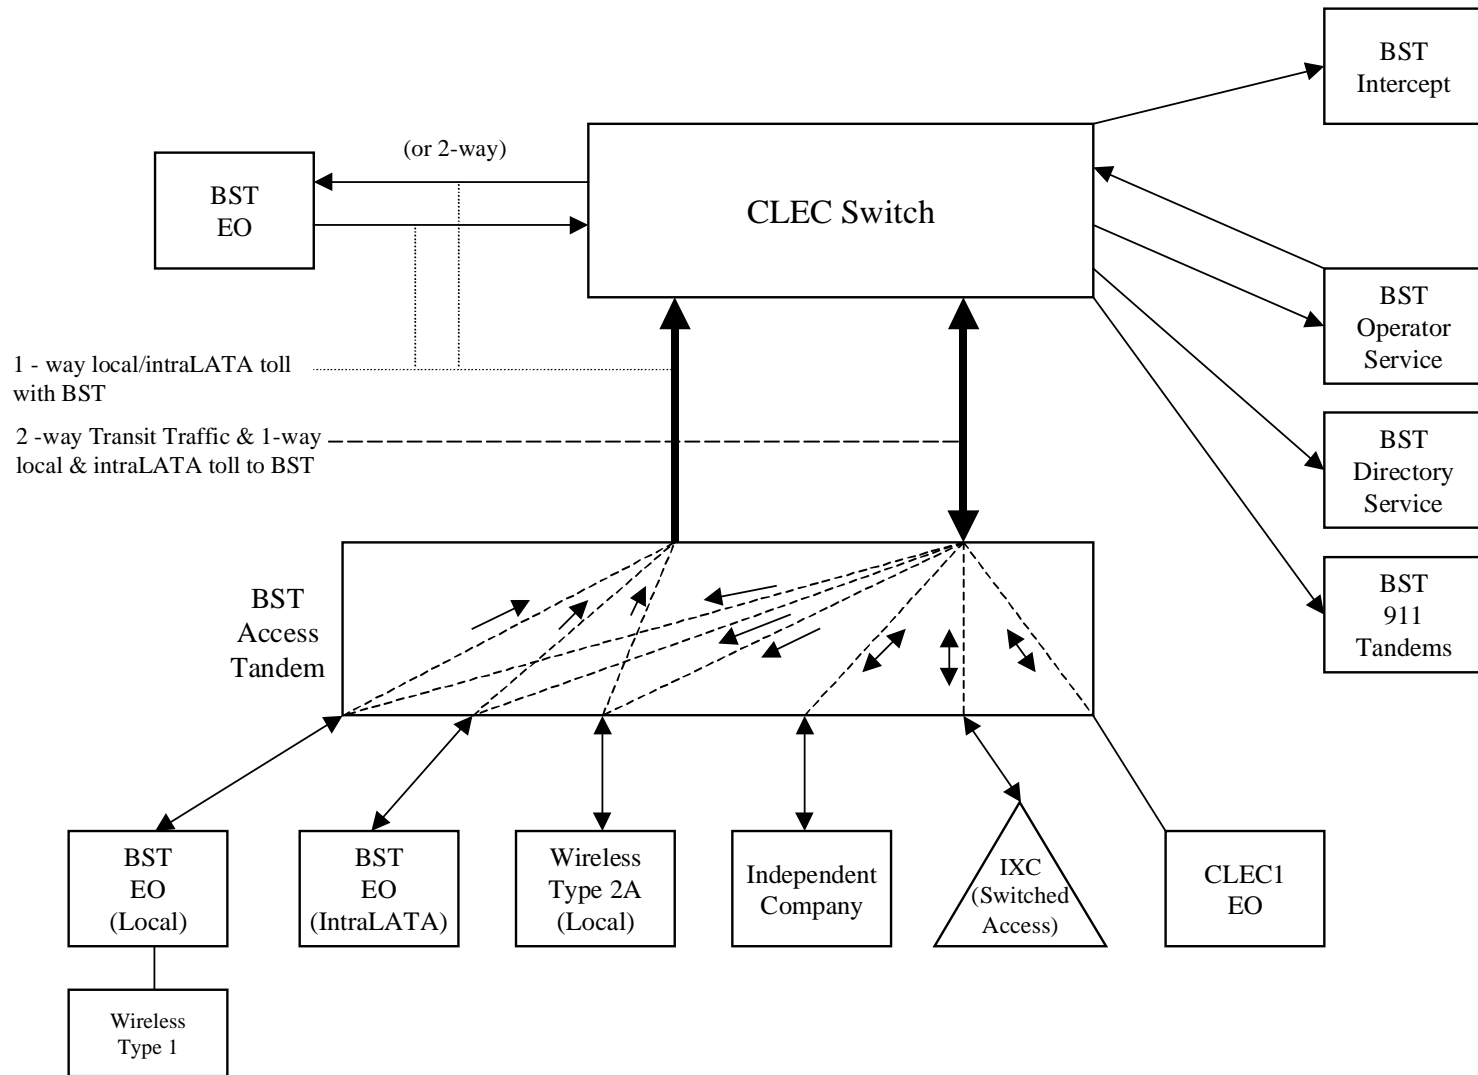 BST
Intercept
(or 2-way)
BST
EO
CLEC Switch
BST
Operator
Service
1 - way local/intraLATA toll
with BST
2 -way Transit Traffic & 1-way
local & intraLATA toll to BST
BST
Directory
Service
BST
911
Tandems
BST
Access
Tandem
BST
EO
(Local)
BST
EO
(IntraLATA)
Wireless
Type 2A
(Local)
Independent
Company
IXC
(Switched
Access)
CLEC1
EO
Wireless
Type 1